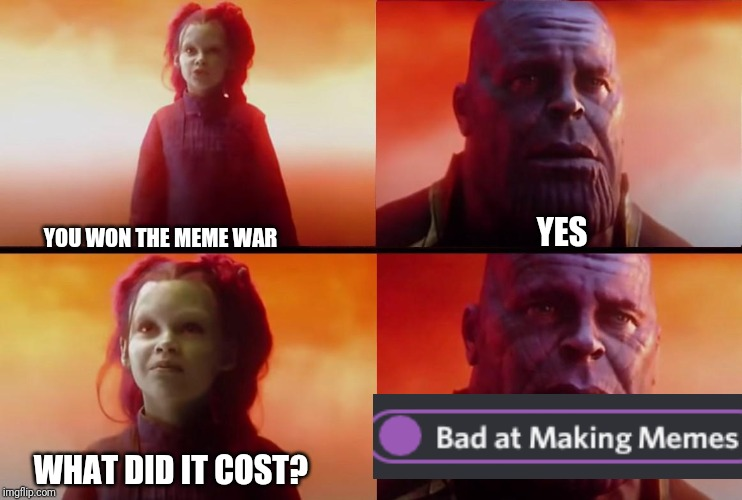 YOU WON THE MEME WAR
YES
WHAT DID IT COST?
Bad at Making Memes
imgflip.com